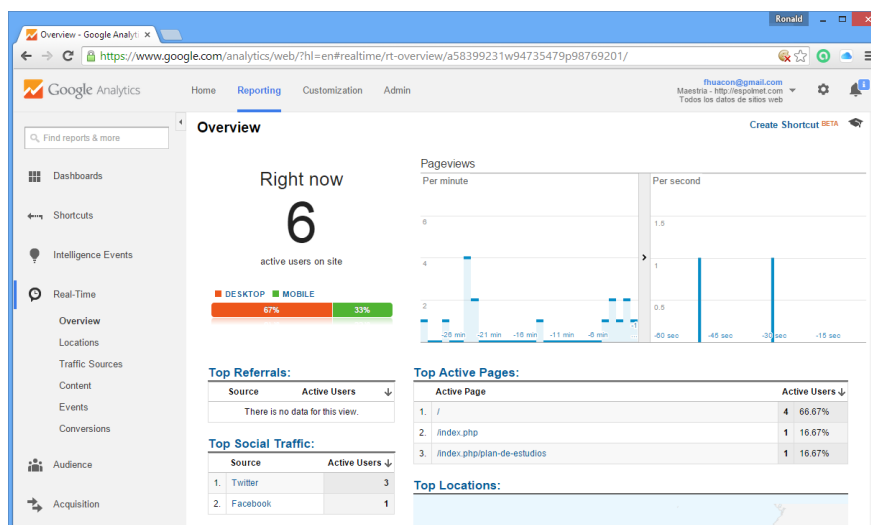 Ronald
Overview - Google Analyti
https://www.google.com/analytics/web/?hl=en#realtime/rt-overview/a58399231w94735479p98769201/
Google Analytics
Home Reporting Customization Admin
fhuacon@gmail.com
Maestria - http://espolmet.com
Todos los datos de sitios web
1
Find reports & more
Overview
Create Shortcut BETA
Dashboards
Shortcuts
Intelligence Events
Real-Time
Overview
Locations
Traffic Sources
Content
Events
Conversions
Audience
Acquisition
Right now
6
active users on site
DESKTOP MOBILE
67% 33%
Pageviews
Per minute
6
4
2
-26 min -21 min -16 min -11 min -6 min -1
Per second
1.5
1
0.5
-60 sec -45 sec -30 sec -15 sec
Top Referrals:
Source Active Users
There is no data for this view.
Top Social Traffic:
Source Active Users
1. Twitter 3
2. Facebook 1
Top Active Pages:
Active Page Active Users
1. / 4 66.67%
2. /index.php 1 16.67%
3. /index.php/plan-de-estudios 1 16.67%
Top Locations: